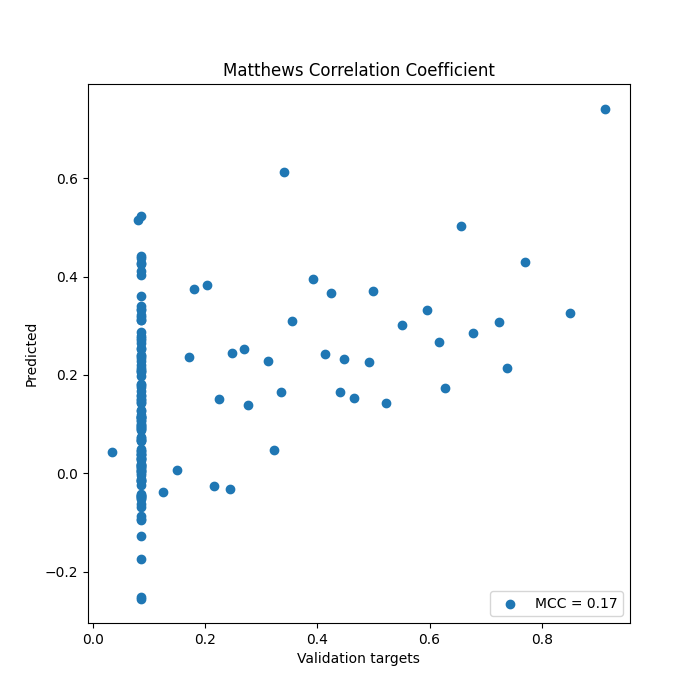 Matthews Correlation Coefficient
0.6
0.4
0.2
0.0
−0.2
Predicted
MCC = 0.17
0.0 0.2 0.4 0.6 0.8
Validation targets